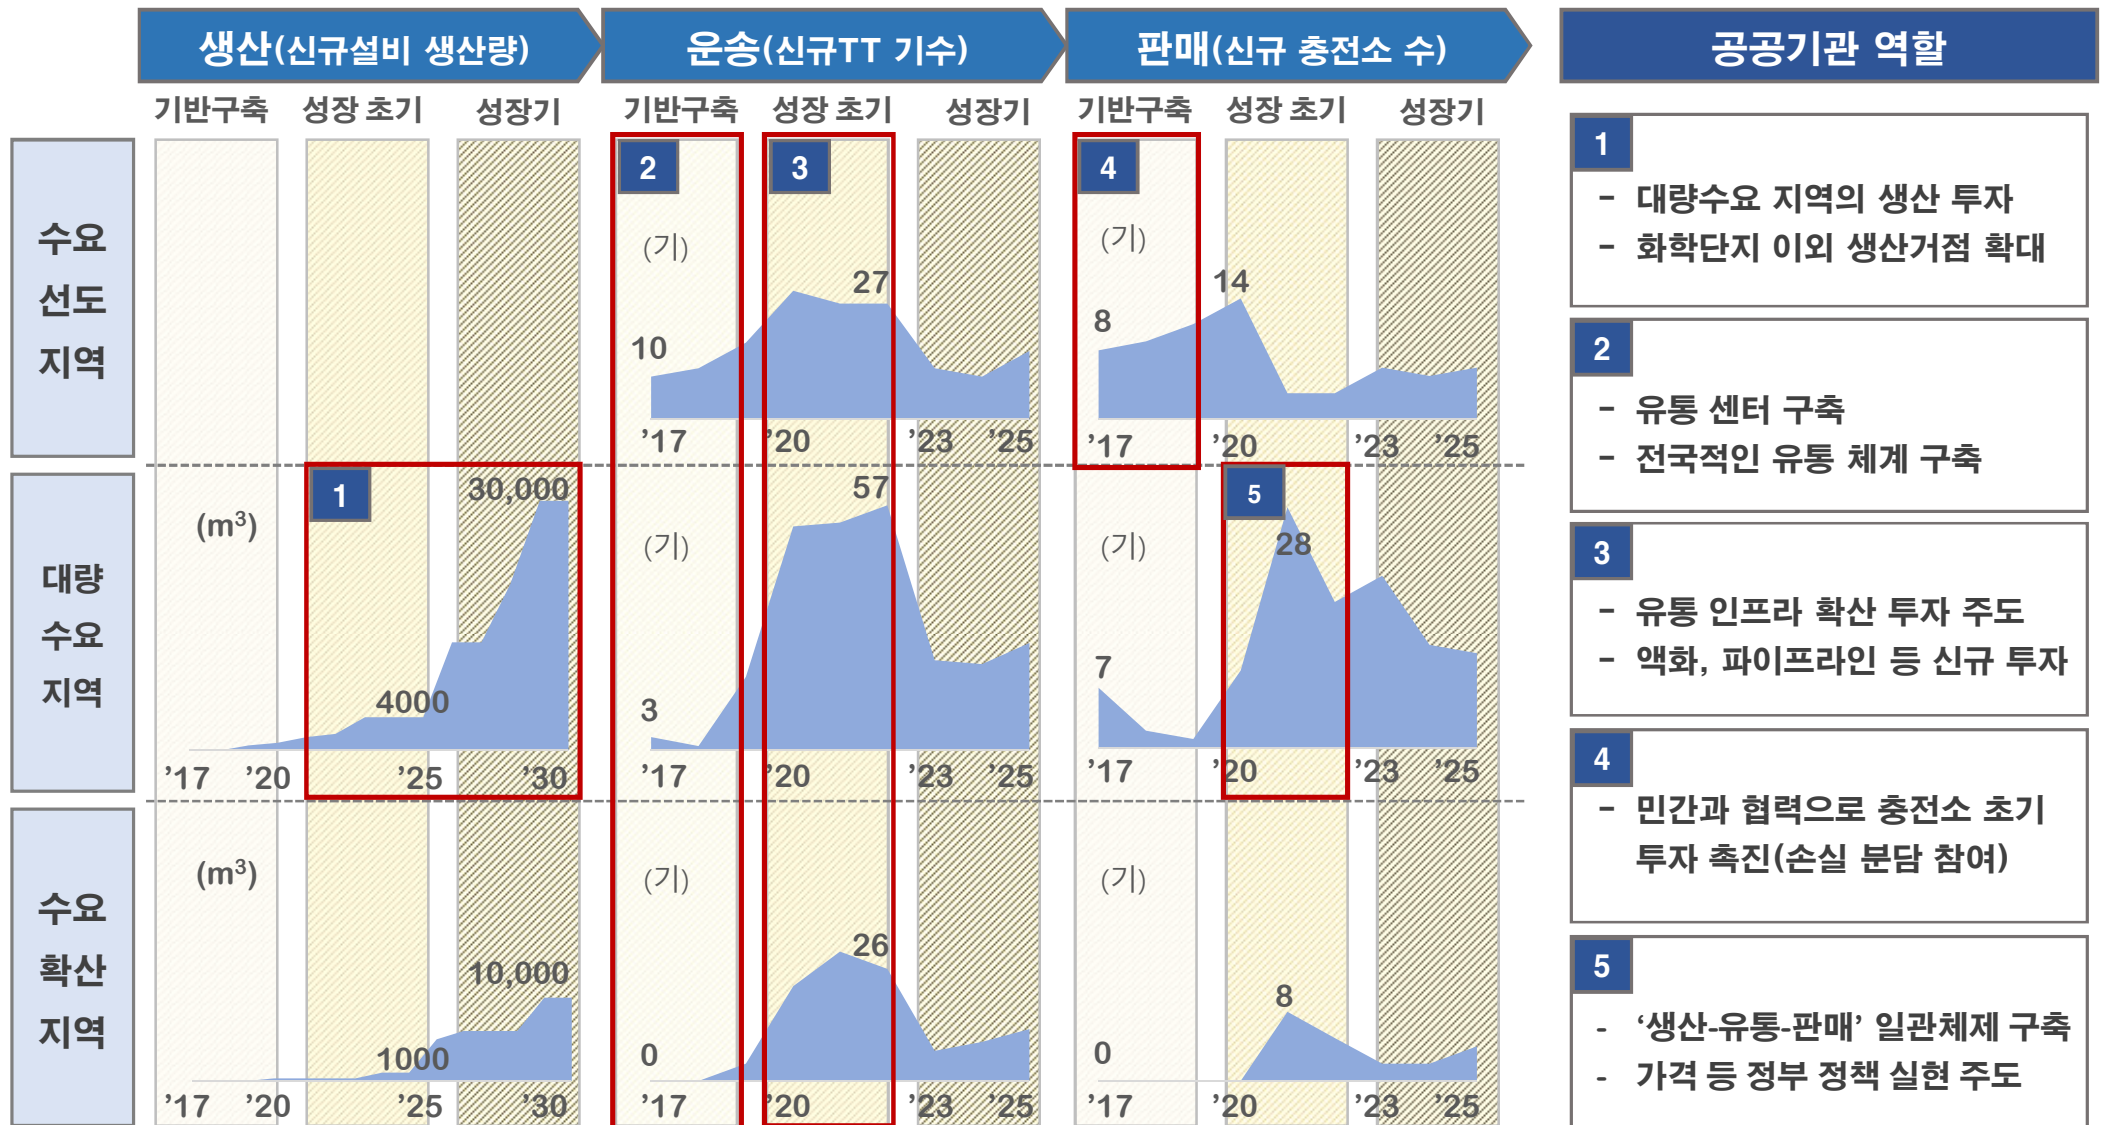 생산(신규설비 생산량)
운송(신규TT 기수)
판매(신규 충전소 수)
공공기관 역할
기반구축
성장 초기
성장기
기반구축
성장 초기
성장기
기반구축
성장 초기
성장기
수요
선도
지역
2
3
4
(기)
10
27
(기)
8
14
’17
’20
’23
’25
’17
’20
’23
’25
대량
수요
지역
(m³)
1
4000
30,000
’17
’20
’25
’30
(기)
3
57
’17
’20
’23
’25
(기)
7
5
28
’17
’20
’23
’25
수요
확산
지역
(m³)
1000
10,000
’17
’20
’25
’30
(기)
0
26
’17
’20
’23
’25
(기)
0
8
’17
’20
’23
’25
1
- 대량수요 지역의 생산 투자
- 화학단지 이외 생산거점 확대
2
- 유통 센터 구축
- 전국적인 유통 체계 구축
3
- 유통 인프라 확산 투자 주도
- 액화, 파이프라인 등 신규 투자
4
- 민간과 협력으로 충전소 초기
투자 촉진(손실 분담 참여)
5
- ‘생산-유통-판매’ 일관체제 구축
- 가격 등 정부 정책 실현 주도